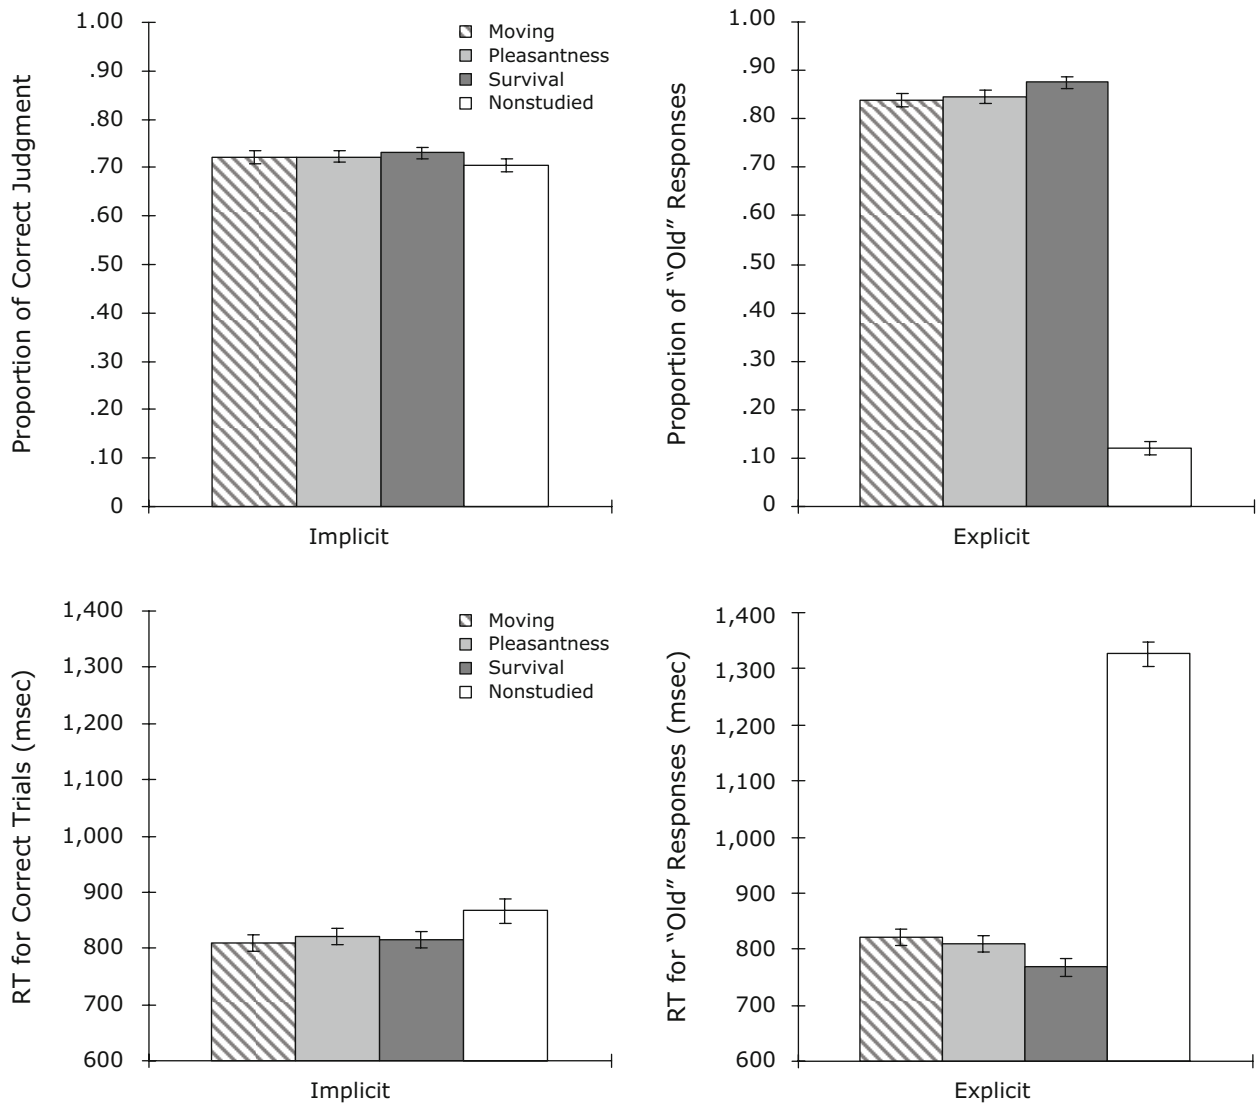 Proportion of Correct Judgment
1.00
.90
.80
.70
.60
.50
.40
.30
.20
.10
0
Moving
Pleasantness
Survival
Nonstudied
Implicit
Proportion of “Old” Responses
1.00
.90
.80
.70
.60
.50
.40
.30
.20
.10
0
Explicit
RT for Correct Trials (msec)
1,400
1,300
1,200
1,100
1,000
900
800
700
600
Moving
Pleasantness
Survival
Nonstudied
Implicit
RT for “Old” Responses (msec)
1,400
1,300
1,200
1,100
1,000
900
800
700
600
Explicit